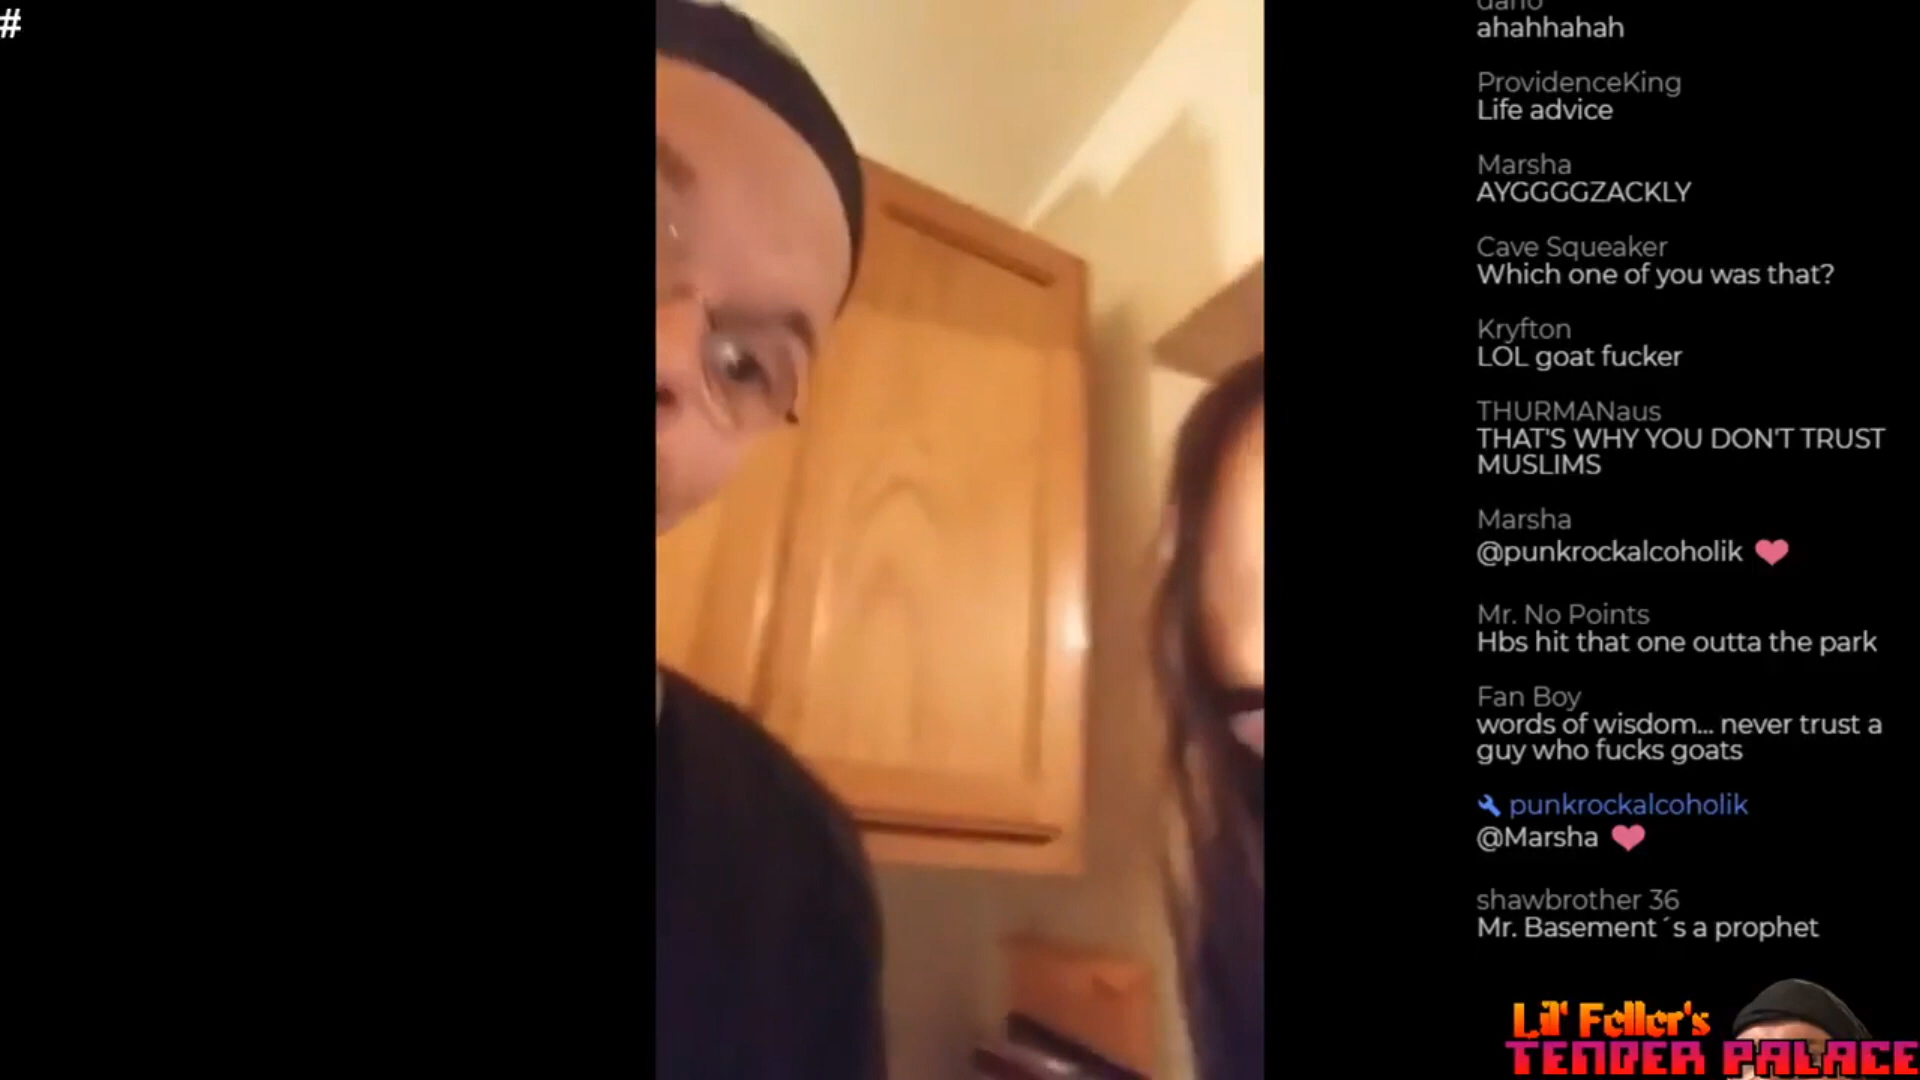 #
dano
ahahhahah
ProvidenceKing
Life advice
Marsha
AYGGGGZACKLY
Cave Squeaker
Which one of you was that?
Kryfton
LOL goat fucker
THURMANaus
THAT'S WHY YOU DON'T TRUST
MUSLIMS
Marsha
@punkrockalcoholik
Mr. No Points
Hbs hit that one outta the park
Fan Boy
words of wisdom... never trust a
guy who fucks goats
punkrockalcoholik
@Marsha
shawbrother 36
Mr. Basement´s a prophet
Lil' Feller's
TENDER PALACE